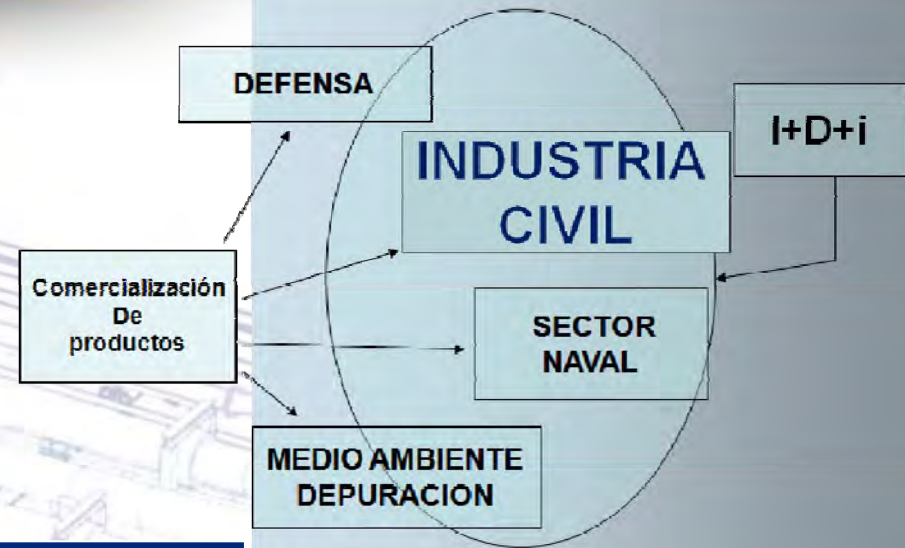 DEFENSA
INDUSTRIA
CIVIL
I+D+i
Comercialización
De
productos
SECTOR
NAVAL
MEDIO AMBIENTE
DEPURACION